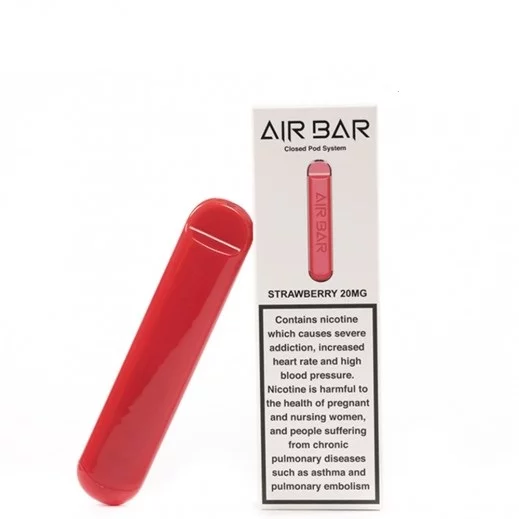 AIR BAR
Closed Pod System
AIR BAR
STRAWBERRY 20MG
Contains nicotine
which causes severe
addiction, increased
heart rate and high
blood pressure.
Nicotine is harmful to
the health of pregnant
and nursing women,
and people suffering
from chronic
pulmonary diseases
such as asthma and
pulmonary embolism